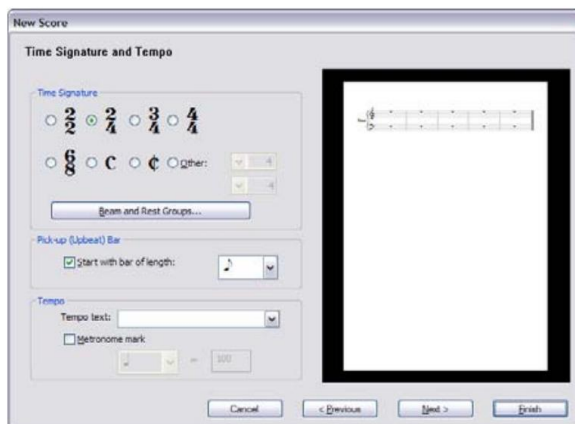 New Score
Time Signature and Tempo
Time Signature
2/2 2/4 3/4 4/4
6/8 C ¢ Other: 4
4
Beam and Rest Groups...
Pick-up (Upbeat) Bar
Start with bar of length:
Tempo
Tempo text:
Metronome mark
= 100
Cancel < Previous Next > Finish